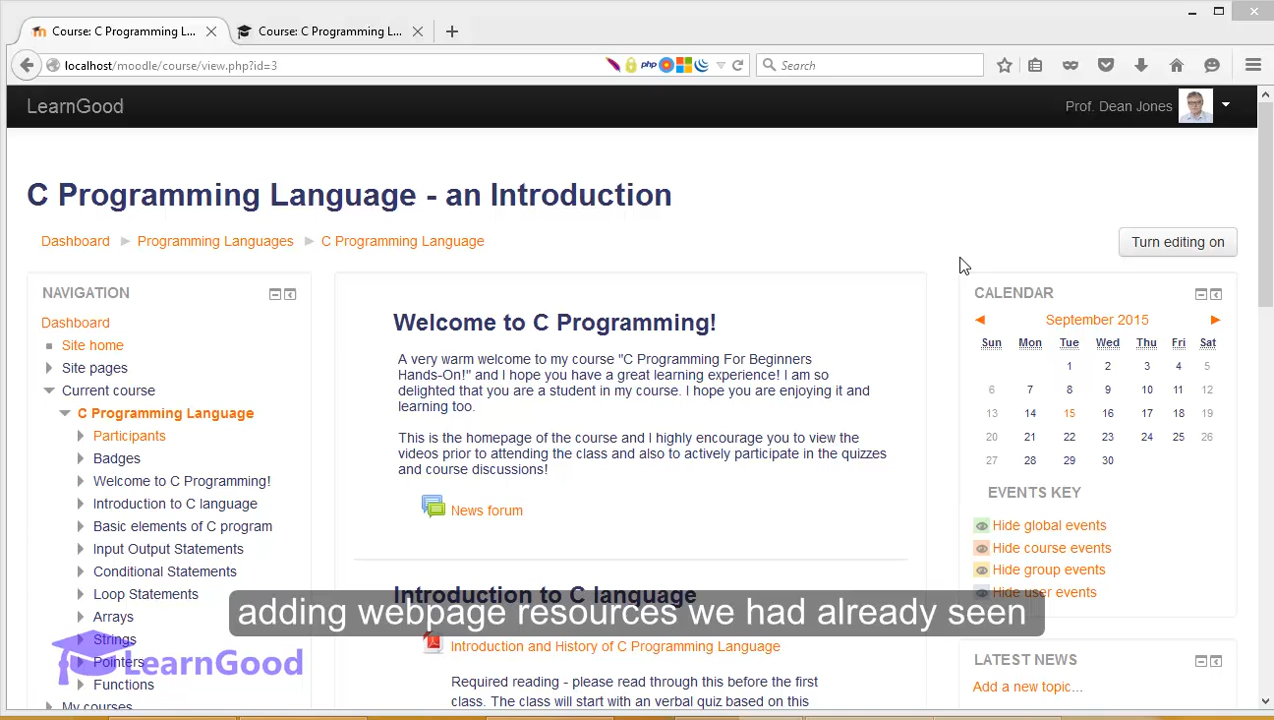 Course: C Programming L...
Course: C Programming L...
localhost/moodle/course/view.php?id=3
php
Search
LearnGood
Prof. Dean Jones
C Programming Language - an Introduction
Dashboard
Programming Languages
C Programming Language
Turn editing on
NAVIGATION
Dashboard
Site home
Site pages
Current course
C Programming Language
Participants
Badges
Welcome to C Programming!
Introduction to C language
Basic elements of C program
Input Output Statements
Conditional Statements
Loop Statements
Arrays
Strings
Pointers
Functions
My courses
Welcome to C Programming!
A very warm welcome to my course "C Programming For Beginners
Hands-On!" and I hope you have a great learning experience! I am so
delighted that you are a student in my course. I hope you are enjoying it and
learning too.
This is the homepage of the course and I highly encourage you to view the
videos prior to attending the class and also to actively participate in the quizzes
and course discussions!
News forum
Introduction to C language
Introduction and History of C Programming Language
Required reading - please read through this before the first
class. The class will start with a verbal quiz based on this
CALENDAR
September 2015
Sun Mon Tue Wed Thu Fri Sat
1 2 3 4 5
6 7 8 9 10 11 12
13 14 15 16 17 18 19
20 21 22 23 24 25 26
27 28 29 30
EVENTS KEY
Hide global events
Hide course events
Hide group events
Hide user events
LATEST NEWS
Add a new topic...
adding webpage resources we had already seen
LearnGood